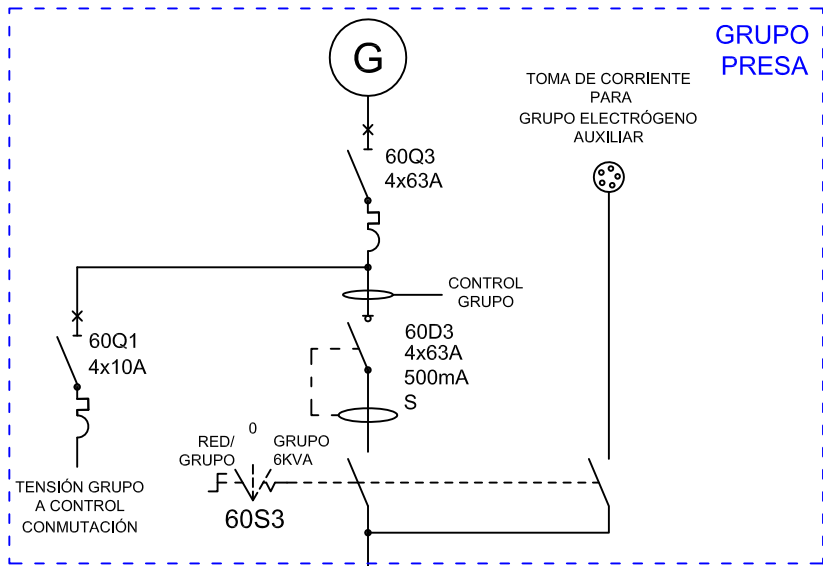 GRUPO
PRESA
G
TOMA DE CORRIENTE
PARA
GRUPO ELECTRÓGENO
AUXILIAR
60Q3
4x63A
CONTROL
GRUPO
60Q1
4x10A
60D3
4x63A
500mA
S
0
RED/
GRUPO
GRUPO
6KVA
60S3
TENSIÓN GRUPO
A CONTROL
CONMUTACIÓN